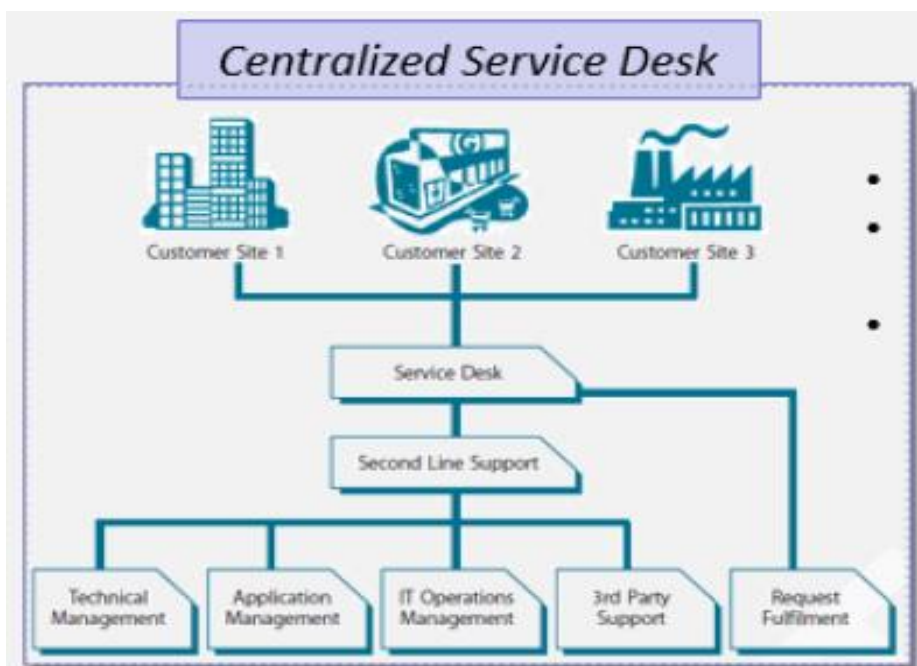 Centralized Service Desk
G
Customer Site 1
Customer Site 2
Customer Site 3
Service Desk
Second Line Support
Technical
Management
Application
Management
IT Operations
Management
3rd Party
Support
Request
Fulfilment